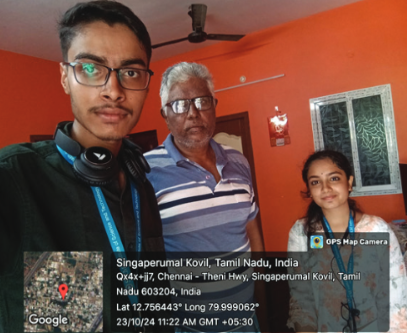 GPS Map Camera
Singaperumal Kovil, Tamil Nadu, India
Qx4x+jj7, Chennai - Theni Hwy, Singaperumal Kovil, Tamil
Nadu 603204, India
Lat 12.756443° Long 79.999062°
23/10/24 11:22 AM GMT +05:30
Google